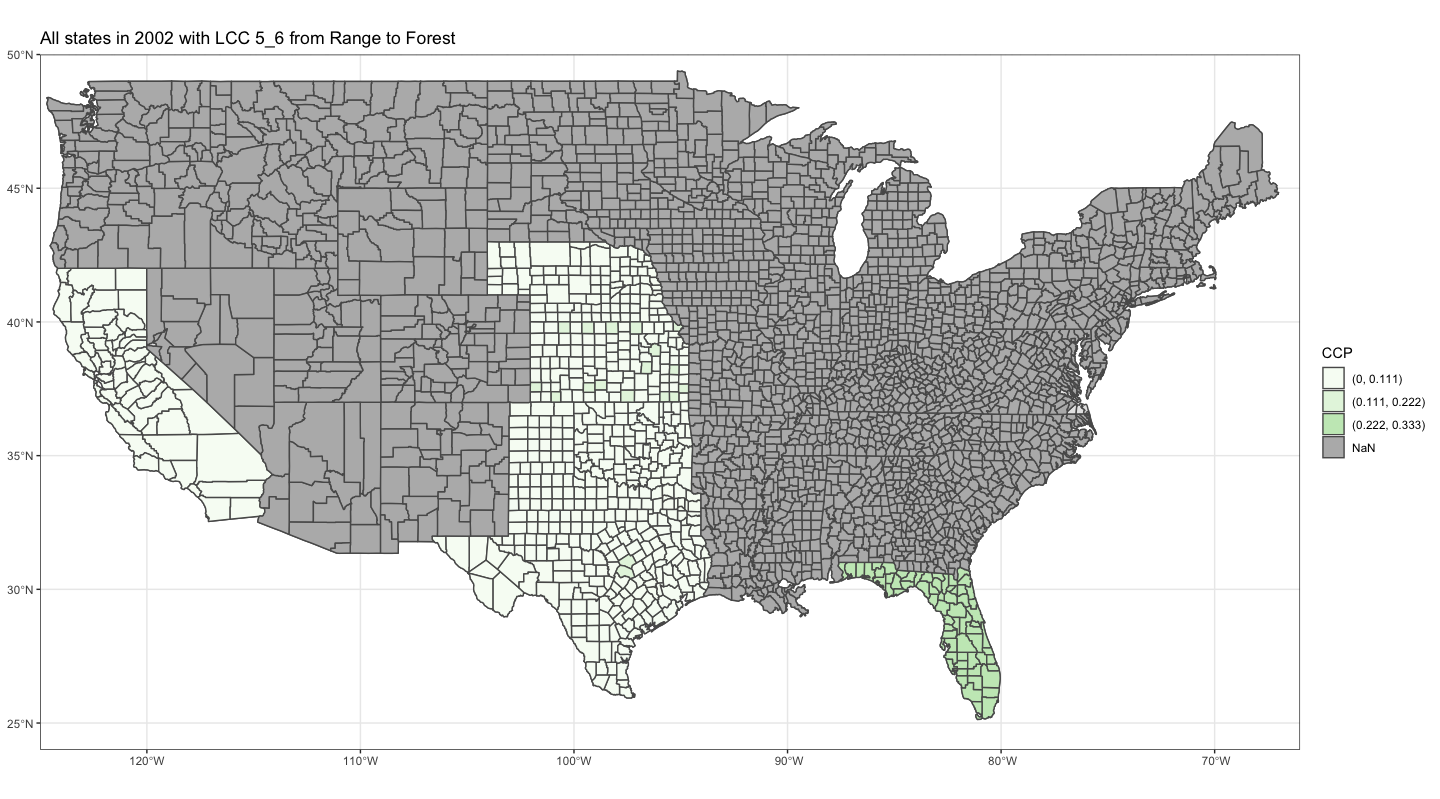 All states in 2002 with LCC 5_6 from Range to Forest
50°N
45°N
40°N
35°N
30°N
25°N
120°W
110°W
100°W
90°W
80°W
70°W
CCP
(0, 0.111)
(0.111, 0.222)
(0.222, 0.333)
NaN